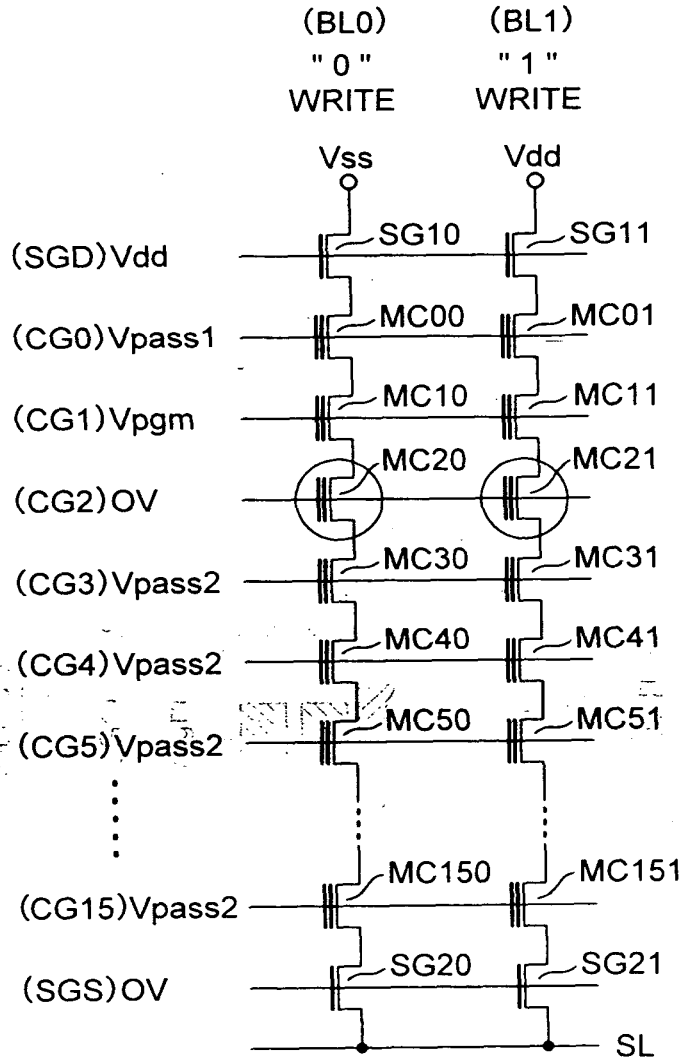 (BL0) (BL1)
"0" "1"
WRITE WRITE
Vss Vdd
(SGD)Vdd SG10 SG11
(CG0)Vpass1 MC00 MC01
(CG1)Vpgm MC10 MC11
(CG2)OV MC20 MC21
(CG3)Vpass2 MC30 MC31
(CG4)Vpass2 MC40 MC41
(CG5)Vpass2 MC50 MC51
(CG15)Vpass2 MC150 MC151
(SGS)OV SG20 SG21
SL